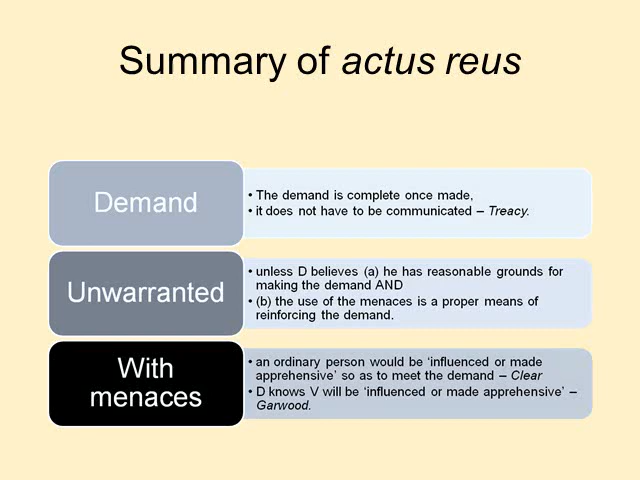 Summary of actus reus
Demand
• The demand is complete once made,
• it does not have to be communicated – Treacy.
Unwarranted
• unless D believes (a) he has reasonable grounds for
making the demand AND
• (b) the use of the menaces is a proper means of
reinforcing the demand.
With
menaces
• an ordinary person would be ‘influenced or made
apprehensive’ so as to meet the demand – Clear
• D knows V will be ‘influenced or made apprehensive’ –
Garwood.